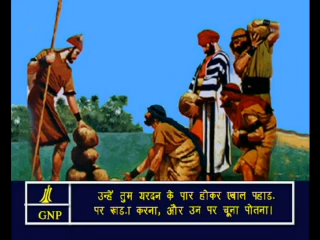 उन्हें तुम यरदन के पार होकर एबाल पहाड़
पर खड़ा करना, और उन पर चूना पोतना।
GNP